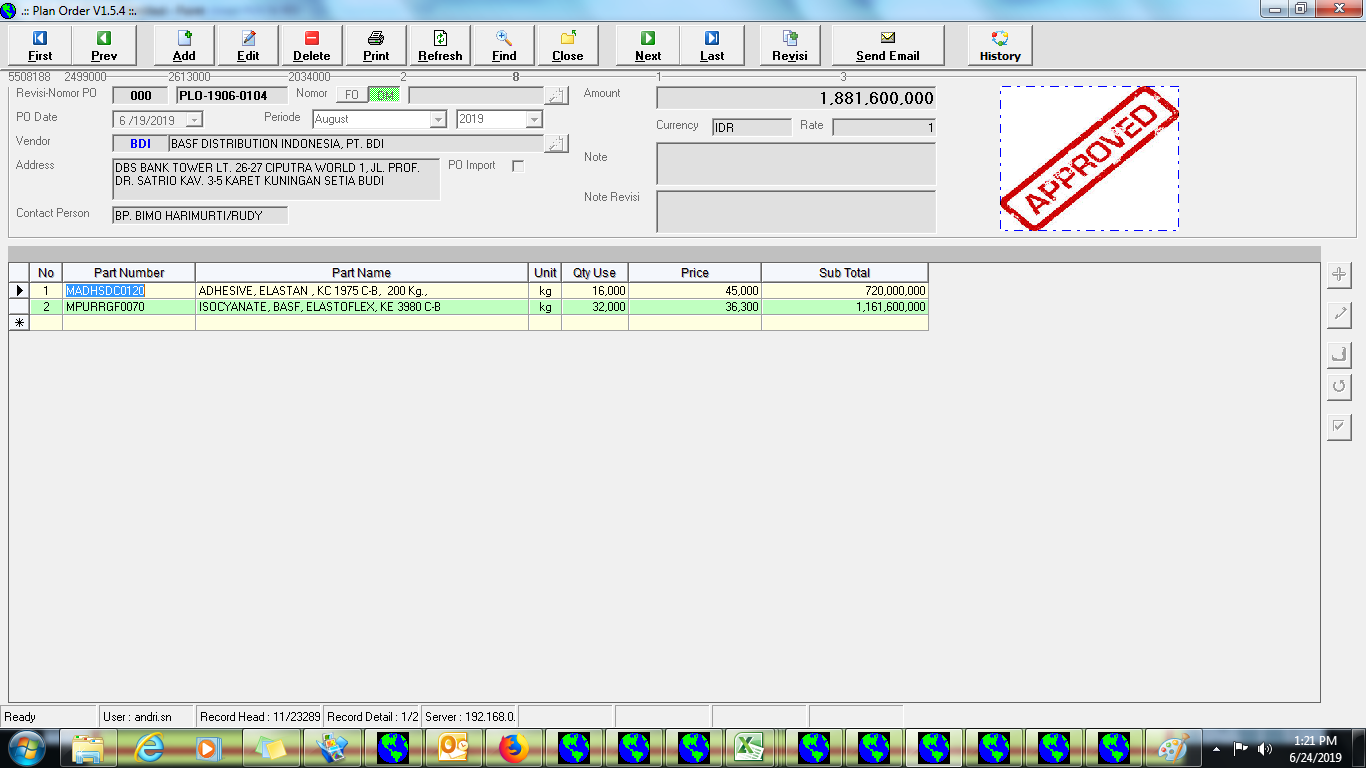 .:: Plan Order V1.5.4 ::.
First Prev Add Edit Delete Print Refresh Find Close Next Last Revisi Send Email History
5508188 2499000 2613000 2034000 2 8 1 3
Revisi-Nomor PO 000 PLO-1906-0104 Nomor FO DM Amount 1,881,600,000
PO Date 6 /19/2019 Periode August 2019 Currency IDR Rate 1
Vendor BDI BASF DISTRIBUTION INDONESIA, PT. BDI
Address DBS BANK TOWER LT. 26-27 CIPUTRA WORLD 1, JL. PROF. PO Import Note
DR. SATRIO KAV. 3-5 KARET KUNINGAN SETIA BUDI
Note Revisi
Contact Person BP. BIMO HARIMURTI/RUDY
APPROVED
No Part Number Part Name Unit Qty Use Price Sub Total
1 MADHSDC0120 ADHESIVE, ELASTAN , KC 1975 C-B, 200 Kg., kg 16,000 45,000 720,000,000
2 MPURRGF0070 ISOCYANATE, BASF, ELASTOFLEX, KE 3980 C-B kg 32,000 36,300 1,161,600,000
Ready User : andri.sn Record Head : 11/23289 Record Detail : 1/2 Server : 192.168.0.
1:21 PM
6/24/2019